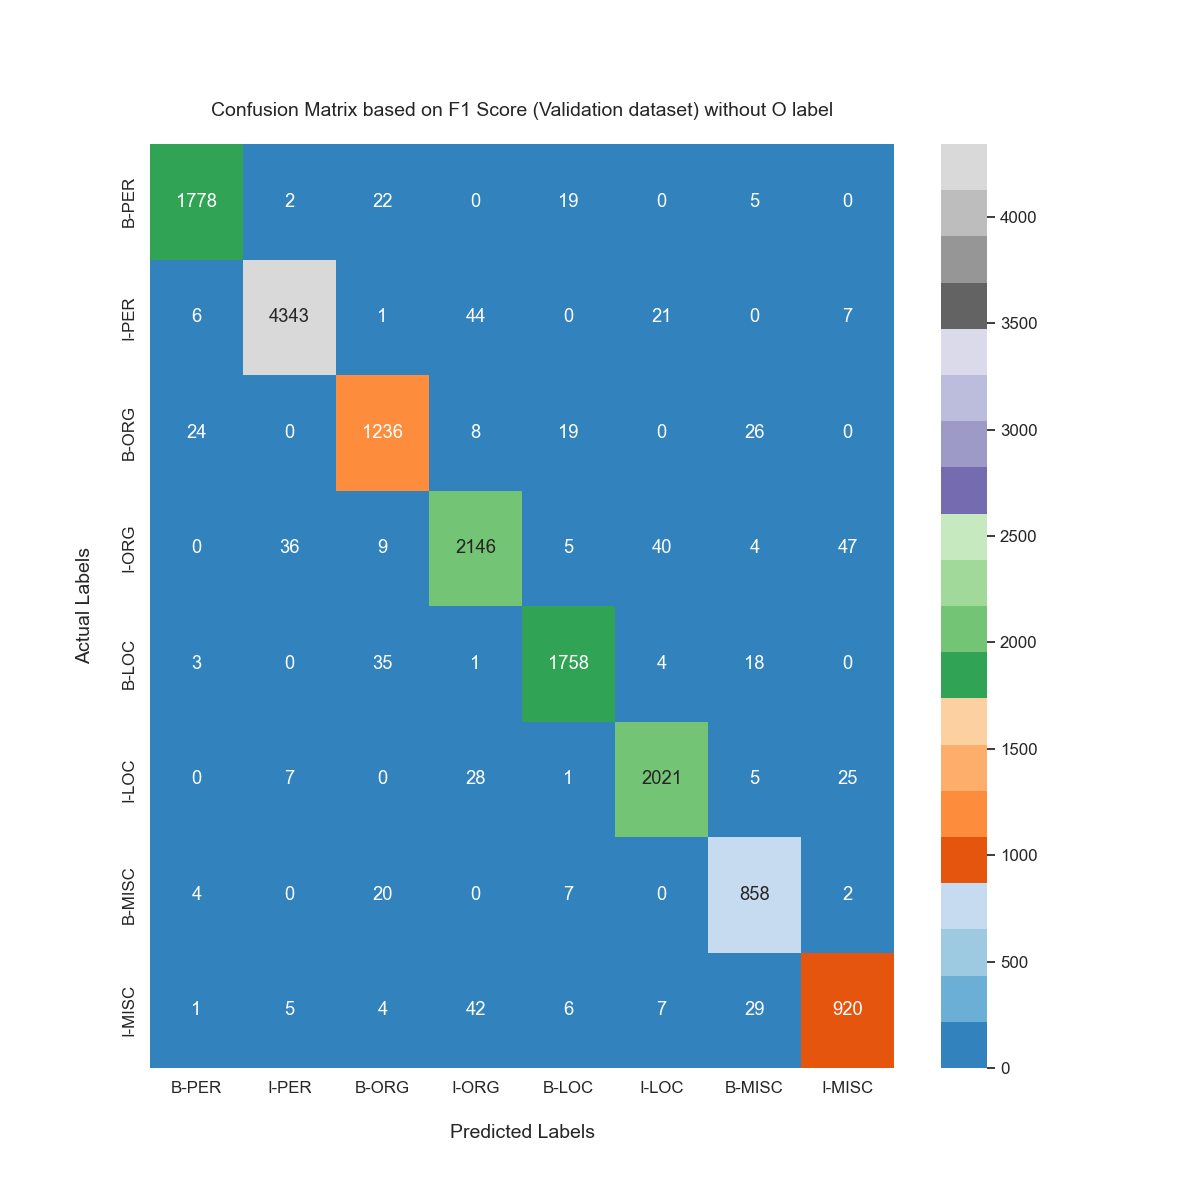 Confusion Matrix based on F1 Score (Validation dataset) without O label
B-PER 1778 2 22 0 19 0 5 0
I-PER 6 4343 1 44 0 21 0 7
B-ORG 24 0 1236 8 19 0 26 0
I-ORG 0 36 9 2146 5 40 4 47
B-LOC 3 0 35 1 1758 4 18 0
I-LOC 0 7 0 28 1 2021 5 25
B-MISC 4 0 20 0 7 0 858 2
I-MISC 1 5 4 42 6 7 29 920
B-PER I-PER B-ORG I-ORG B-LOC I-LOC B-MISC I-MISC
Predicted Labels
Actual Labels
4000
3500
3000
2500
2000
1500
1000
500
0